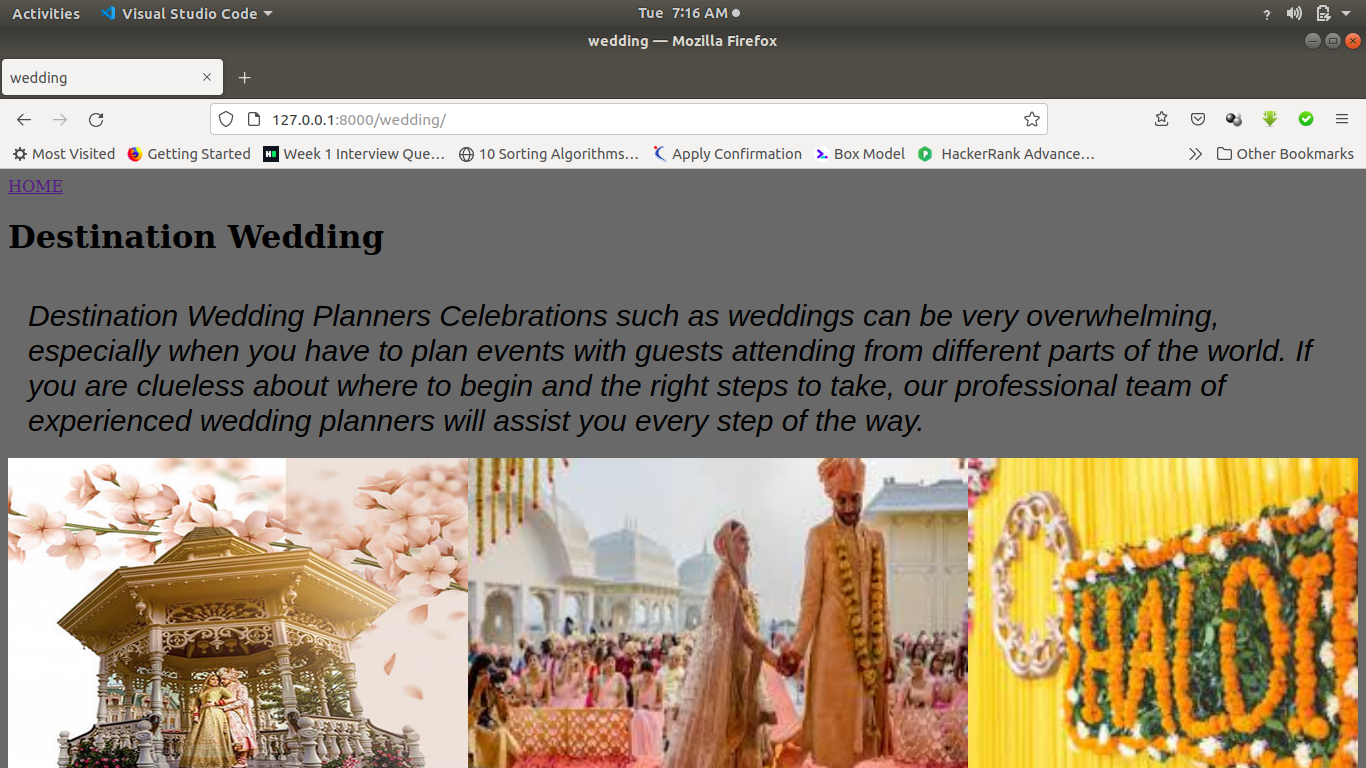 Activities Visual Studio Code Tue 7:16 AM ?
wedding — Mozilla Firefox
wedding
127.0.0.1:8000/wedding/
Most Visited Getting Started Week 1 Interview Que… 10 Sorting Algorithms… Apply Confirmation Box Model HackerRank Advance… Other Bookmarks
HOME
Destination Wedding
Destination Wedding Planners Celebrations such as weddings can be very overwhelming,
especially when you have to plan events with guests attending from different parts of the world. If
you are clueless about where to begin and the right steps to take, our professional team of
experienced wedding planners will assist you every step of the way.
HALDI